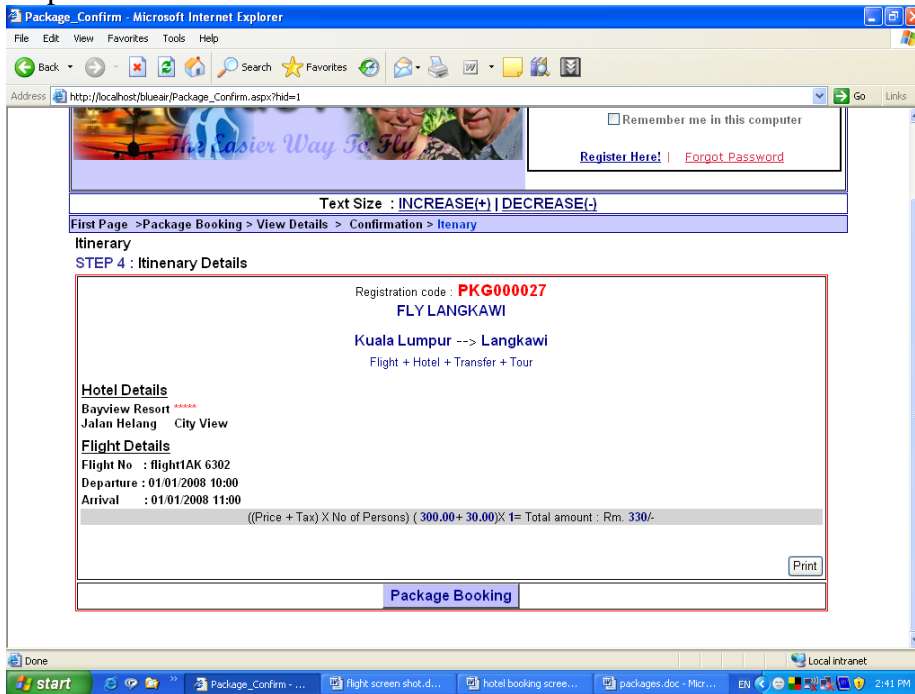 Package_Confirm - Microsoft Internet Explorer
File Edit View Favorites Tools Help
Back Search Favorites
Address http://localhost/blueair/Package_Confirm.aspx?hid=1 Go Links
The Easier Way To Fly
Remember me in this computer
Register Here! | Forgot Password
Text Size : INCREASE(+) | DECREASE(-)
First Page >Package Booking > View Details > Confirmation > Itenary
Itinerary
STEP 4 : Itinenary Details
Registration code : PKG000027
FLY LANGKAWI
Kuala Lumpur --> Langkawi
Flight + Hotel + Transfer + Tour
Hotel Details
Bayview Resort *****
Jalan Helang City View
Flight Details
Flight No : flight1AK 6302
Departure : 01/01/2008 10:00
Arrival : 01/01/2008 11:00
((Price + Tax) X No of Persons) ( 300.00+ 30.00)X 1= Total amount : Rm. 330/-
Print
Package Booking
Done Local intranet
start Package_Confirm - ... flight screen shot.d... hotel booking scree... packages.doc - Micr... EN 2:41 PM